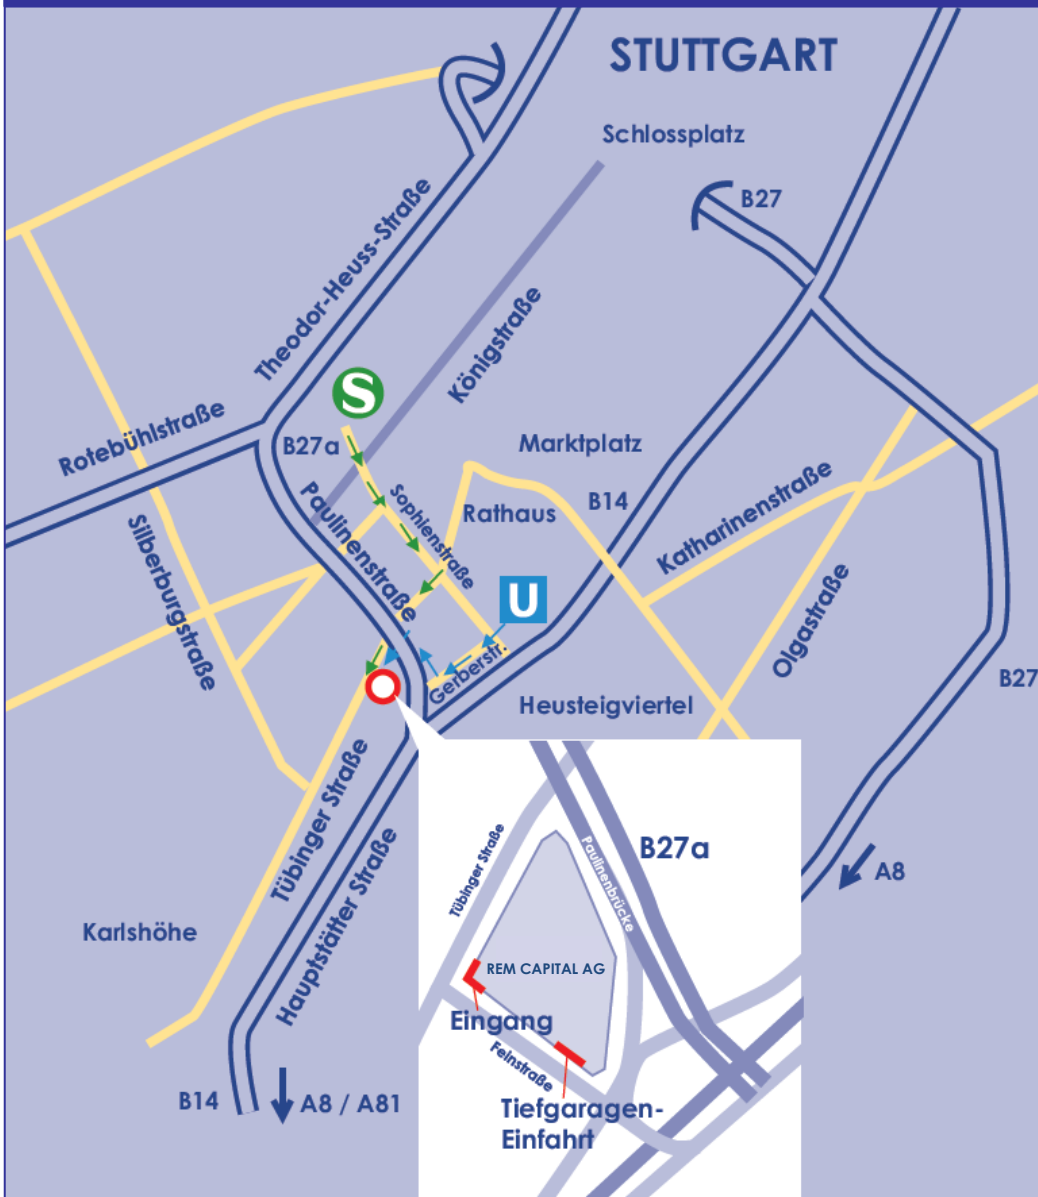 STUTTGART
Schlossplatz
B27
Theodor-Heuss-Straße
Königstraße
S
Rotebühlstraße
B27a
Marktplatz
Paulinenstraße
Sophienstraße
Rathaus
B14
Katharinenstraße
Silberburgstraße
U
Olgastraße
Gerberstr.
B27
Heusteigviertel
Tübinger Straße
Hauptstätter Straße
Karlshöhe
A8
B14
A8 / A81
Tübinger Straße
Paulinenbrücke
B27a
REM CAPITAL AG
Eingang
Feinstraße
Tiefgaragen-
Einfahrt